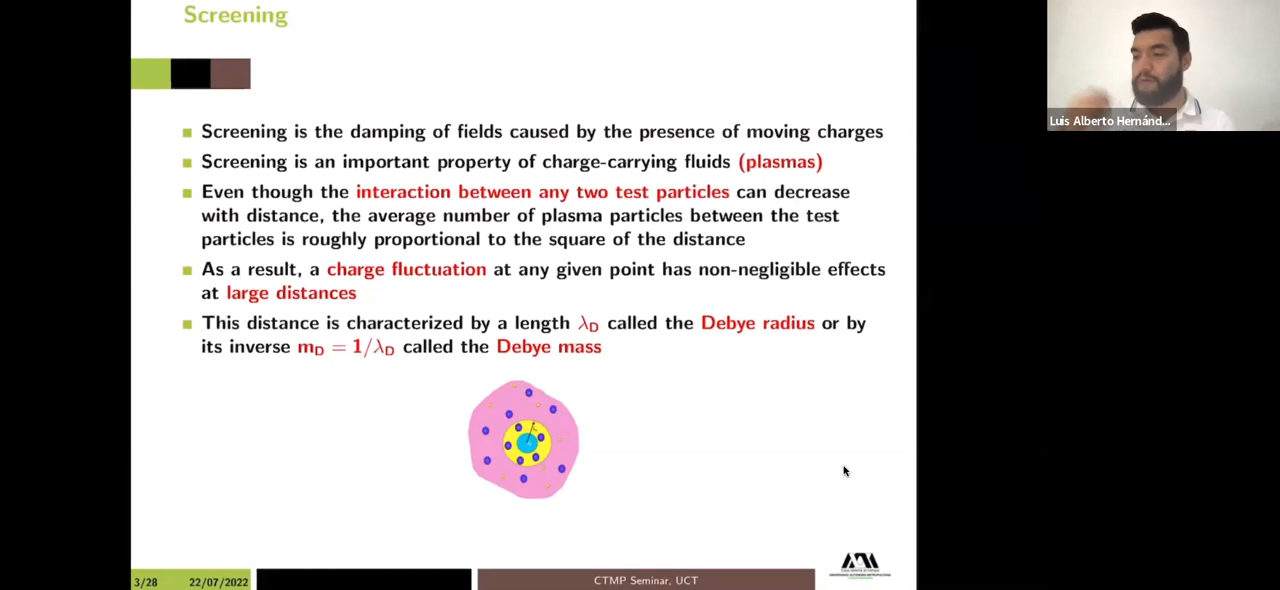 Screening
Screening is the damping of fields caused by the presence of moving charges
Screening is an important property of charge-carrying fluids (plasmas)
Even though the interaction between any two test particles can decrease
with distance, the average number of plasma particles between the test
particles is roughly proportional to the square of the distance
As a result, a charge fluctuation at any given point has non-negligible effects
at large distances
This distance is characterized by a length λD called the Debye radius or by
its inverse mD = 1/λD called the Debye mass
3/28 22/07/2022
CTMP Seminar, UCT
Luis Alberto Hernánd...